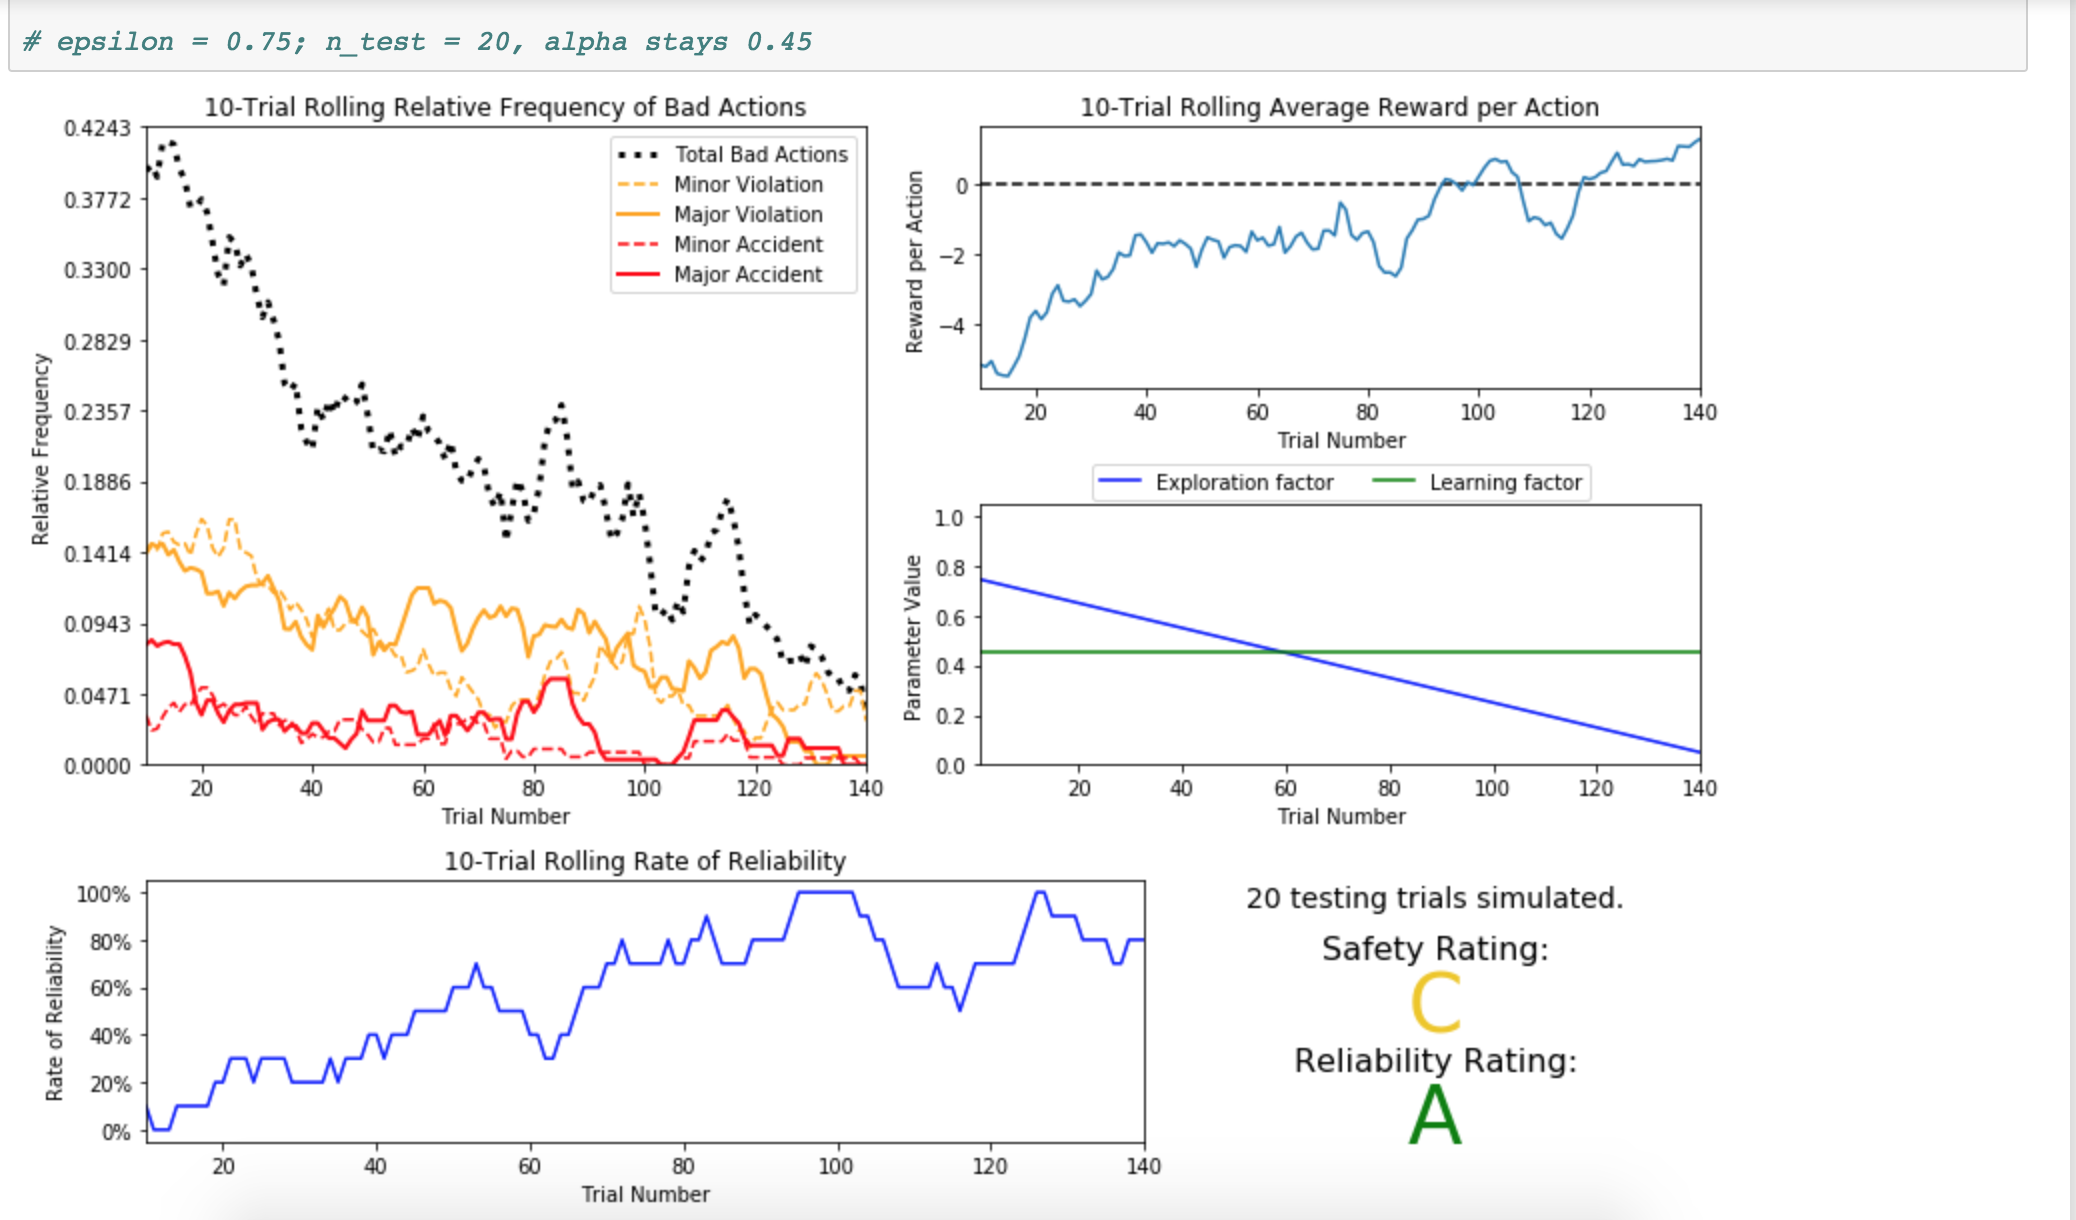 # epsilon = 0.75; n_test = 20, alpha stays 0.45
10-Trial Rolling Relative Frequency of Bad Actions
0.4243
0.3772
0.3300
0.2829
0.2357
0.1886
0.1414
0.0943
0.0471
0.0000
Relative Frequency
Total Bad Actions
Minor Violation
Major Violation
Minor Accident
Major Accident
20 40 60 80 100 120 140
Trial Number
10-Trial Rolling Average Reward per Action
0
−2
−4
Reward per Action
20 40 60 80 100 120 140
Trial Number
Exploration factor Learning factor
1.0
0.8
0.6
0.4
0.2
0.0
Parameter Value
20 40 60 80 100 120 140
Trial Number
10-Trial Rolling Rate of Reliability
100%
80%
60%
40%
20%
0%
Rate of Reliability
20 40 60 80 100 120 140
Trial Number
20 testing trials simulated.
Safety Rating:
C
Reliability Rating:
A